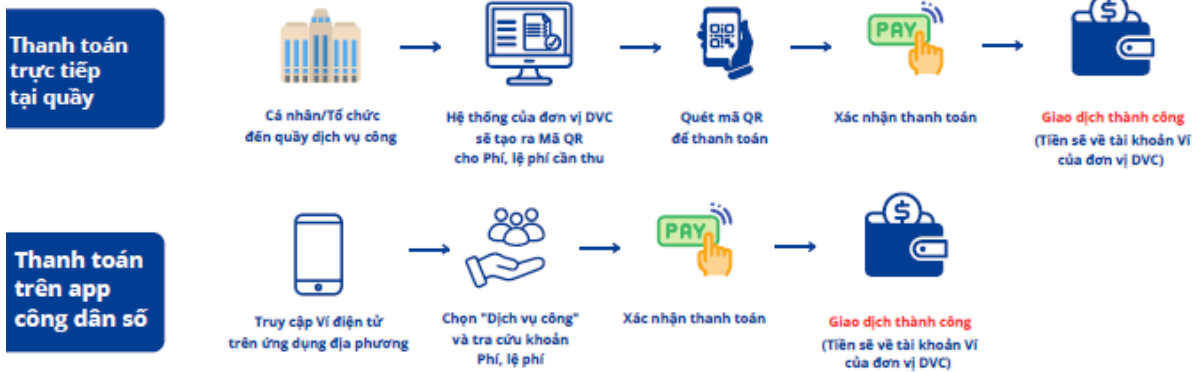 Thanh toán
trực tiếp
tại quầy
PAY
Cá nhân/Tổ chức
đến quầy dịch vụ công
Hệ thống của đơn vị DVC
sẽ tạo ra Mã QR
cho Phí, lệ phí cần thu
Quét mã QR
để thanh toán
Xác nhận thanh toán
Giao dịch thành công
(Tiền sẽ về tài khoản Ví
của đơn vị DVC)
Thanh toán
trên app
công dân số
PAY
$
Truy cập Ví điện tử
trên ứng dụng địa phương
Chọn "Dịch vụ công"
và tra cứu khoản
Phí, lệ phí
Xác nhận thanh toán
Giao dịch thành công
(Tiền sẽ về tài khoản Ví
của đơn vị DVC)